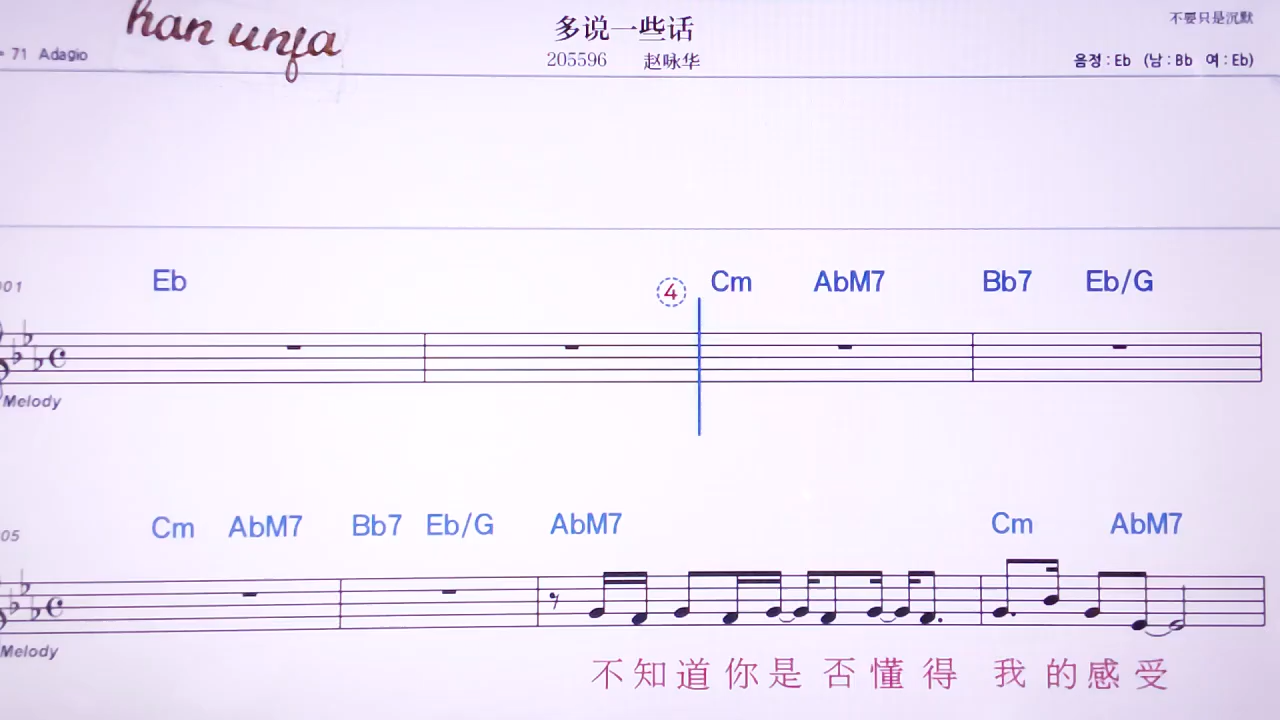 han unfa
多说一些话
不要只是沉默
= 71 Adagio
205596 赵咏华
음정 : Eb (남 : Bb 여 : Eb)
001
Eb ④ Cm AbM7 Bb7 Eb/G
Melody
05
Cm AbM7 Bb7 Eb/G AbM7 Cm AbM7
Melody
不知道你是否懂得 我的感受